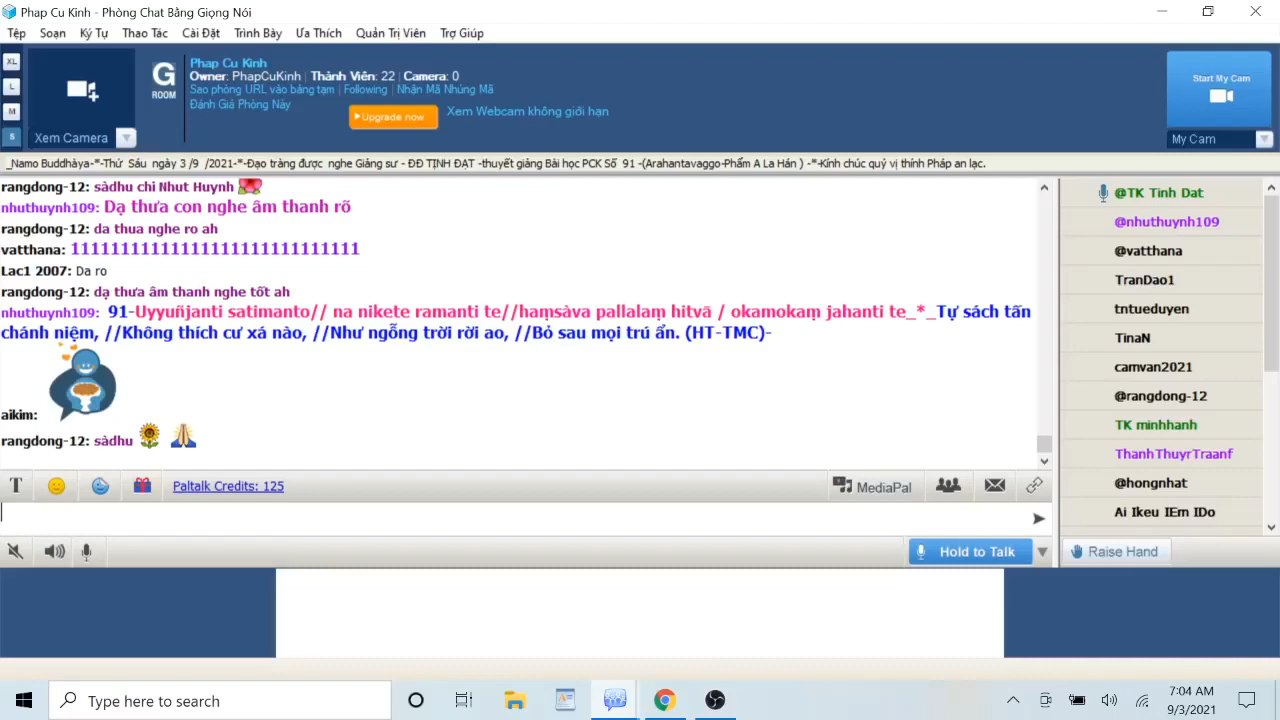 Phap Cu Kinh - Phòng Chat Bằng Giọng Nói
Tệp Soạn Ký Tự Thao Tác Cài Đặt Trình Bày Ưa Thích Quản Trị Viên Trợ Giúp
XL
L
M
S
Xem Camera
G
ROOM
Phap Cu Kinh
Owner: PhapCuKinh | Thành Viên: 22 | Camera: 0
Sao phòng URL vào bảng tạm | Following | Nhận Mã Nhúng Mã
Đánh Giá Phòng Này
Upgrade now
Xem Webcam không giới hạn
Start My Cam
My Cam
_Namo Buddhàya-*-Thứ Sáu ngày 3 /9 /2021-*-Đạo tràng được nghe Giảng sư - ĐĐ TỊNH ĐẠT -thuyết giảng Bài học PCK Số 91 -(Arahantavaggo-Phẩm A La Hán ) -*-Kính chúc quý vị thính Pháp an lạc.
rangdong-12: sàdhu chi Nhut Huynh
nhuthuynh109: Dạ thưa con nghe âm thanh rõ
rangdong-12: da thua nghe ro ah
vatthana: 11111111111111111111111111111
Lac1 2007: Da ro
rangdong-12: dạ thưa âm thanh nghe tốt ah
nhuthuynh109: 91-Uyyuñjanti satimanto// na nikete ramanti te//haṃsàva pallalaṃ hitvā / okamokaṃ jahanti te_*_Tự sách tấn
chánh niệm, //Không thích cư xá nào, //Như ngỗng trời rời ao, //Bỏ sau mọi trú ẩn. (HT-TMC)-
aikim:
rangdong-12: sàdhu
@TK Tinh Dat
@nhuthuynh109
@vatthana
TranDao1
tntueduyen
TinaN
camvan2021
@rangdong-12
TK minhhanh
ThanhThuyrTraanf
@hongnhat
Ai Ikeu IEm IDo
T
Paltalk Credits: 125
MediaPal
Hold to Talk
Raise Hand
Type here to search
7:04 AM
9/3/2021